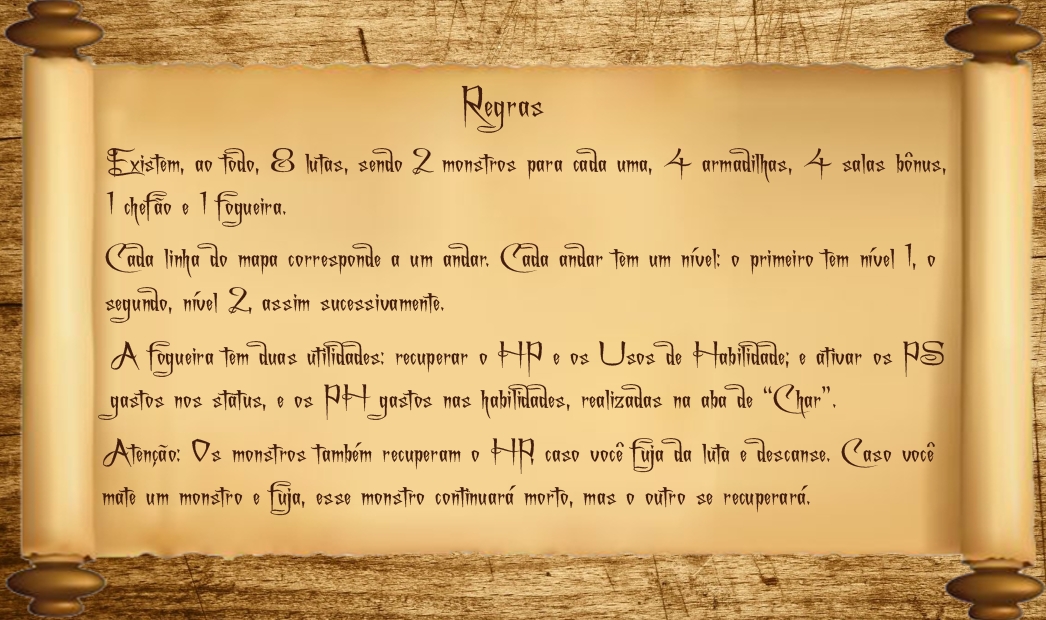 Regras
Existem, ao todo, 8 lutas, sendo 2 monstros para cada uma, 4 armadilhas, 4 salas bônus,
1 chefão e 1 fogueira.
Cada linha do mapa corresponde a um andar. Cada andar tem um nível: o primeiro tem nível 1, o
segundo, nível 2, assim sucessivamente.
A fogueira tem duas utilidades: recuperar o HP e os Usos de Habilidade; e ativar os PS
gastos nos status, e os PH gastos nas habilidades, realizadas na aba de “Char”.
Atenção: Os monstros também recuperam o HP, caso você fuja da luta e descanse. Caso você
mate um monstro e fuja, esse monstro continuará morto, mas o outro se recuperará.